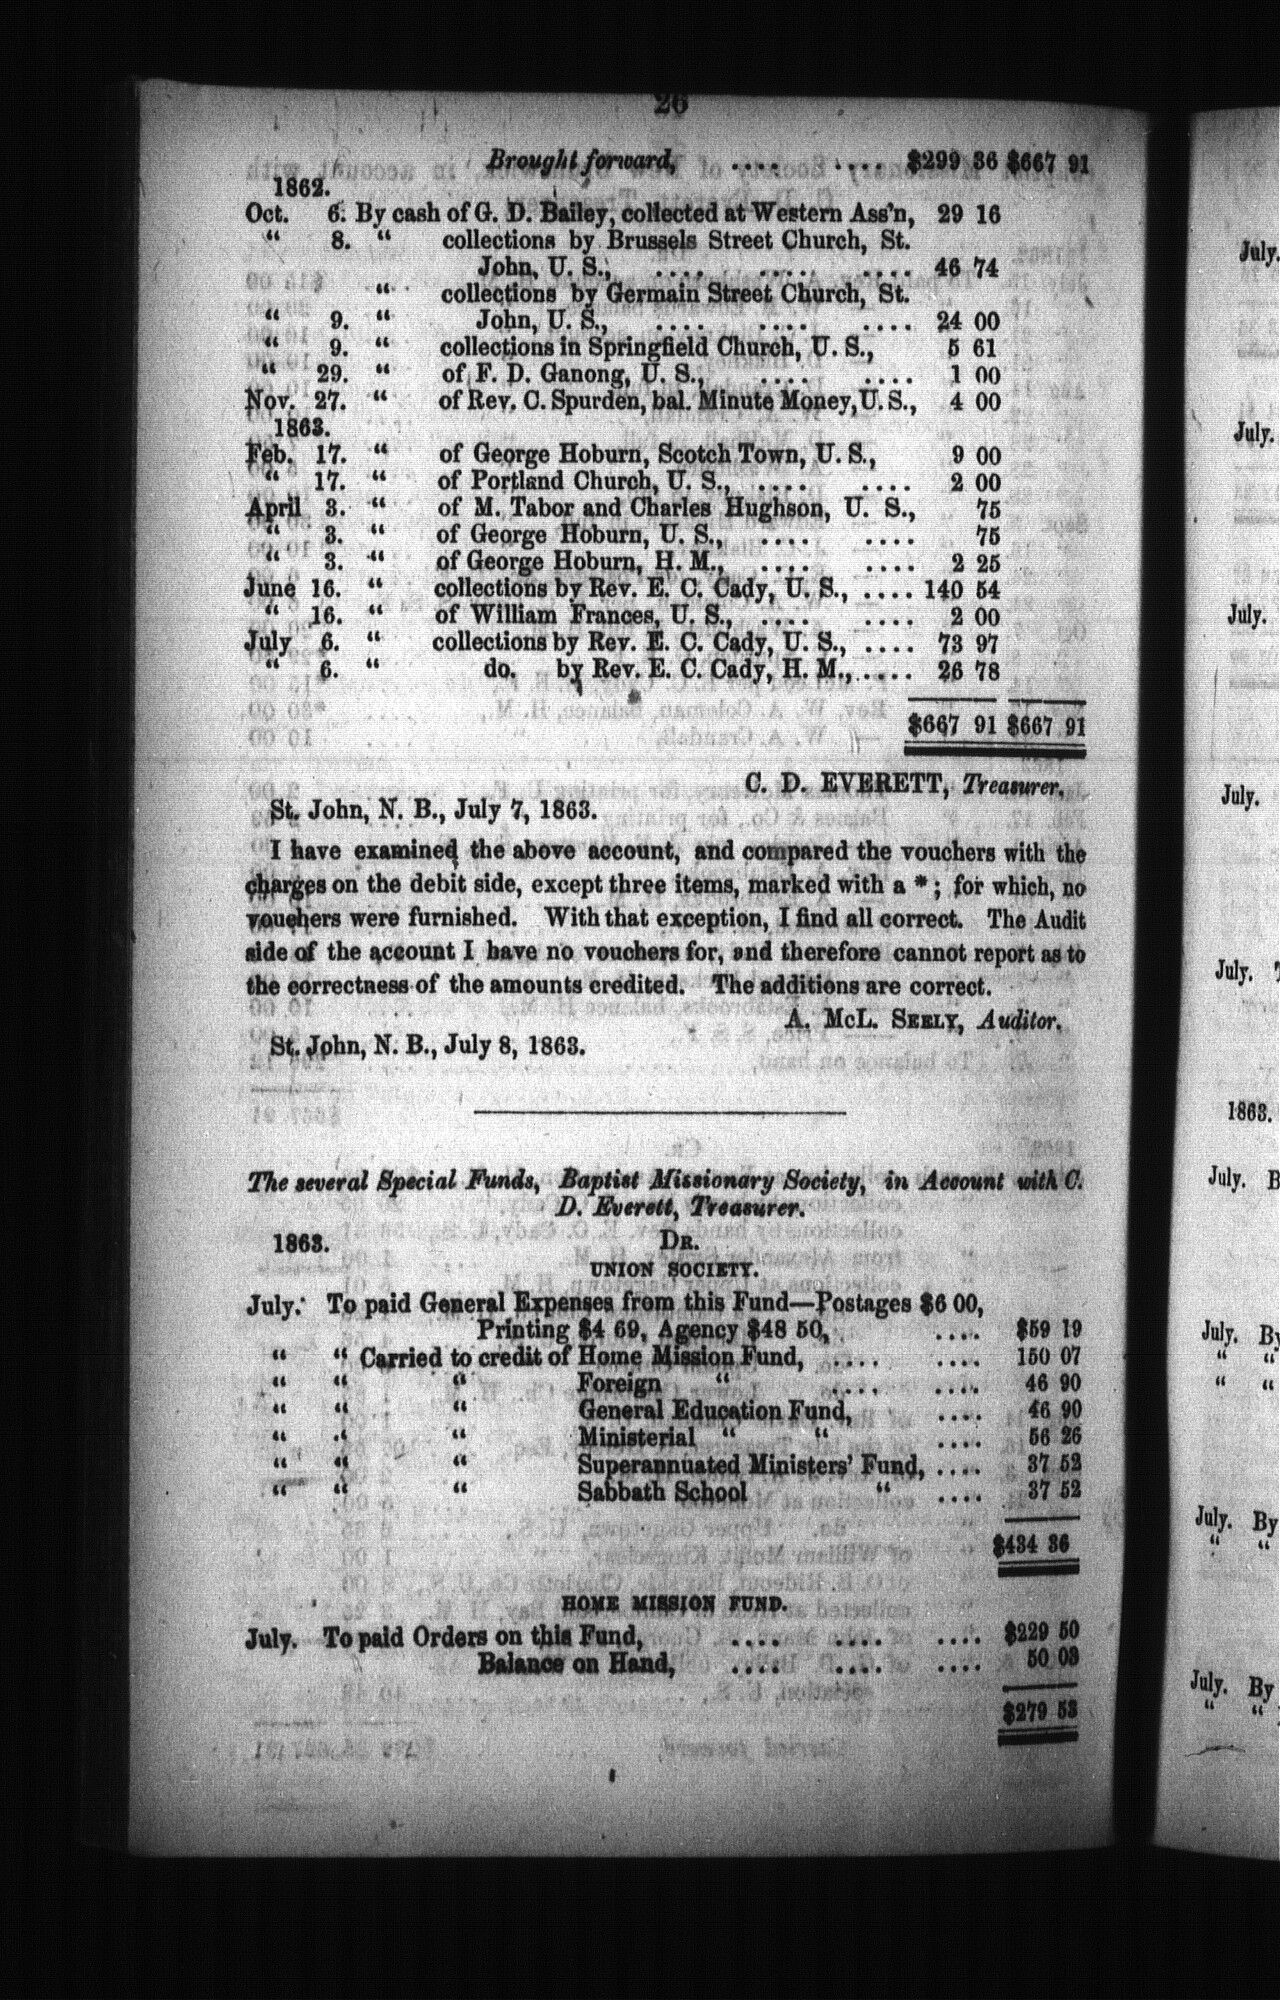 26
Brought forward, .... .... $299 36 $667 91
1862.
Oct. 6. By cash of G. D. Bailey, collected at Western Ass'n, 29 16
“ 8. “ collections by Brussels Street Church, St.
John, U. S., .... .... .... 46 74
“ collections by Germain Street Church, St.
“ 9. “ John, U. S., .... .... .... 24 00
“ 9. “ collections in Springfield Church, U. S., 5 61
“ 29. “ of F. D. Ganong, U. S., .... .... 1 00
Nov. 27. “ of Rev. C. Spurden, bal. Minute Money, U. S., 4 00
1863.
Feb. 17. “ of George Hoburn, Scotch Town, U. S., 9 00
“ 17. “ of Portland Church, U. S., .... .... 2 00
April 3. “ of M. Tabor and Charles Hughson, U. S., 75
“ 3. “ of George Hoburn, U. S., .... .... 75
“ 3. “ of George Hoburn, H. M., .... .... 2 25
June 16. “ collections by Rev. E. C. Cady, U. S., .... 140 54
“ 16. “ of William Frances, U. S., .... .... 2 00
July 6. “ collections by Rev. E. C. Cady, U. S., .... 73 97
“ 6. “ do. by Rev. E. C. Cady, H. M., .... 26 78
$667 91 $667 91
C. D. EVERETT, Treasurer.
St. John, N. B., July 7, 1863.
I have examined the above account, and compared the vouchers with the
charges on the debit side, except three items, marked with a *; for which, no
vouchers were furnished. With that exception, I find all correct. The Audit
side of the account I have no vouchers for, and therefore cannot report as to
the correctness of the amounts credited. The additions are correct.
A. McL. SEELY, Auditor.
St. John, N. B., July 8, 1863.
The several Special Funds, Baptist Missionary Society, in Account with C.
D. Everett, Treasurer.
1863. DR.
UNION SOCIETY.
July. To paid General Expenses from this Fund—Postages $6 00,
Printing $4 69, Agency $48 50, .... $59 19
“ “ Carried to credit of Home Mission Fund, .... .... 150 07
“ “ “ Foreign “ .... .... 46 90
“ “ “ General Education Fund, .... 46 90
“ “ “ Ministerial “ “ .... 56 26
“ “ “ Superannuated Ministers' Fund, .... 37 52
“ “ “ Sabbath School “ .... 37 52
$434 36
HOME MISSION FUND.
July. To paid Orders on this Fund, .... .... .... $229 50
Balance on Hand, .... .... .... 50 03
$279 53
July.
July.
July.
July.
July.
1863.
July. B
July. By
“ “
“ “
July. By
“ “
July. By
“ “